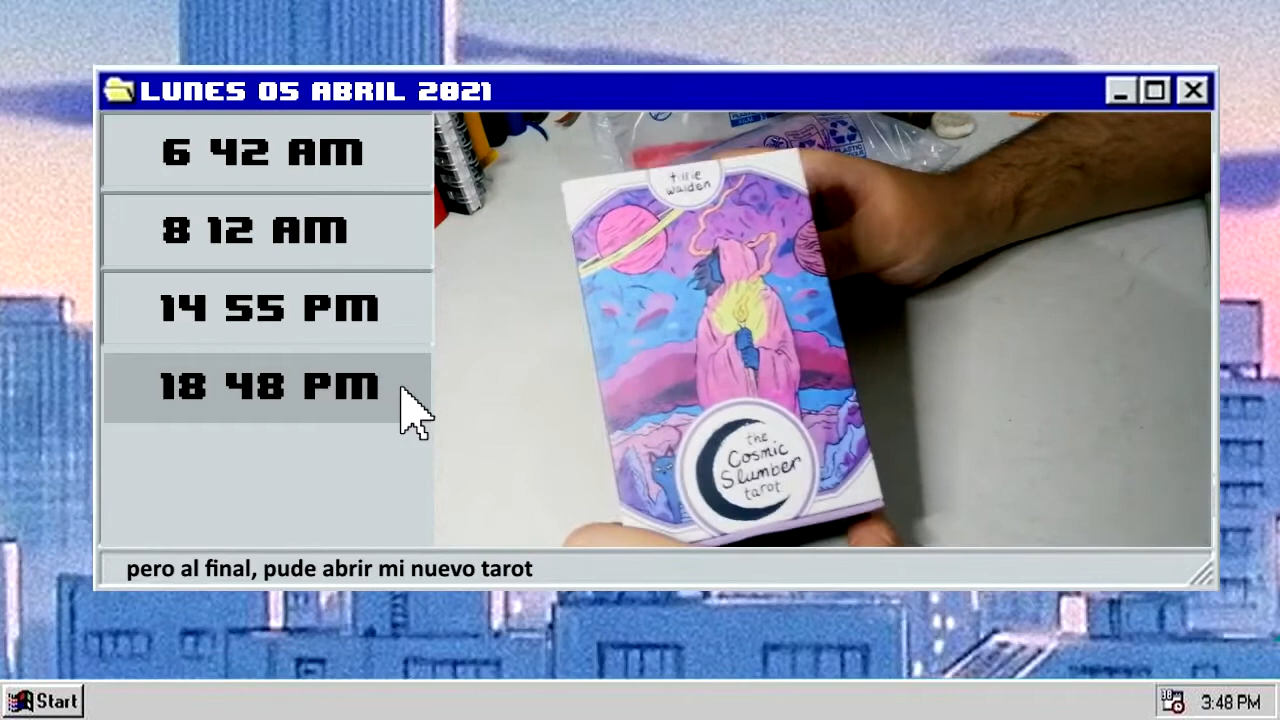 LUNES 05 ABRIL 2021
6 42 AM
8 12 AM
14 55 PM
18 48 PM
tillie
walden
the
Cosmic
Slumber
tarot
pero al final, pude abrir mi nuevo tarot
Start
3:48 PM